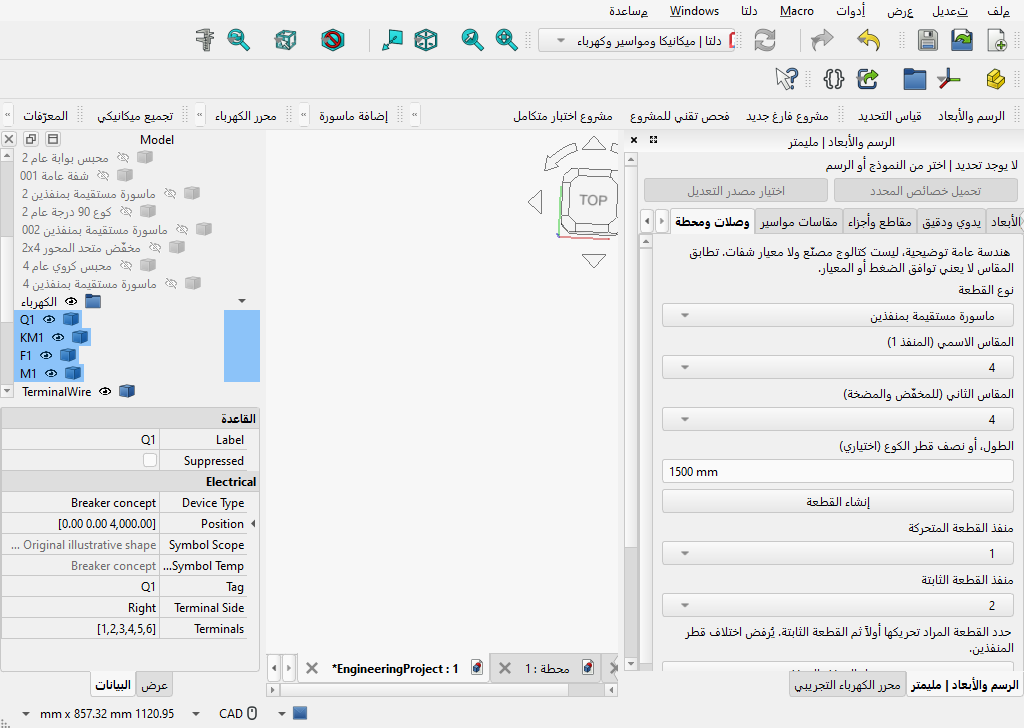 ملف تعديل عرض أدوات Macro دلتا Windows مساعدة
دلتا | ميكانيكا ومواسير وكهرباء
الرسم والأبعاد قياس التحديد مشروع فارغ جديد فحص تقني للمشروع مشروع اختبار متكامل
إضافة ماسورة محرر الكهرباء تجميع ميكانيكي المعرّفات
الرسم والأبعاد | مليمتر
لا يوجد تحديد | اختر من النموذج أو الرسم
تحميل خصائص المحدد
اختيار مصدر التعديل
الأبعاد يدوي ودقيق مقاطع وأجزاء مقاسات مواسير وصلات ومحطة
هندسة عامة توضيحية، ليست كتالوج مصنّع ولا معيار شفات. تطابق
المقاس لا يعني توافق الضغط أو المعيار.
نوع القطعة
ماسورة مستقيمة بمنفذين
المقاس الاسمي (المنفذ 1)
4
المقاس الثاني (للمخفّض والمضخة)
4
الطول، أو نصف قطر الكوع (اختياري)
1500 mm
إنشاء القطعة
منفذ القطعة المتحركة
1
منفذ القطعة الثابتة
2
حدد القطعة المراد تحريكها أولاً ثم القطعة الثابتة. يُرفض اختلاف قطر
المنفذين.
الرسم والأبعاد | مليمتر
محرر الكهرباء التجريبي
TOP
محطة : 1
*EngineeringProject : 1
Model
محبس بوابة عام 2
شفة عامة 001
ماسورة مستقيمة بمنفذين 2
كوع 90 درجة عام 2
ماسورة مستقيمة بمنفذين 002
مخفّض متحد المحور 2x4
محبس كروي عام 4
ماسورة مستقيمة بمنفذين 4
الكهرباء
Q1
KM1
F1
M1
TerminalWire
القاعدة
Label Q1
Suppressed
Electrical
Device Type Breaker concept
Position [0.00 0.00 4,000.00]
Symbol Scope Original illustrative shape ...
Symbol Temp... Breaker concept
Tag Q1
Terminal Side Right
Terminals [1,2,3,4,5,6]
عرض
البيانات
CAD
mm x 857.32 mm 1120.95